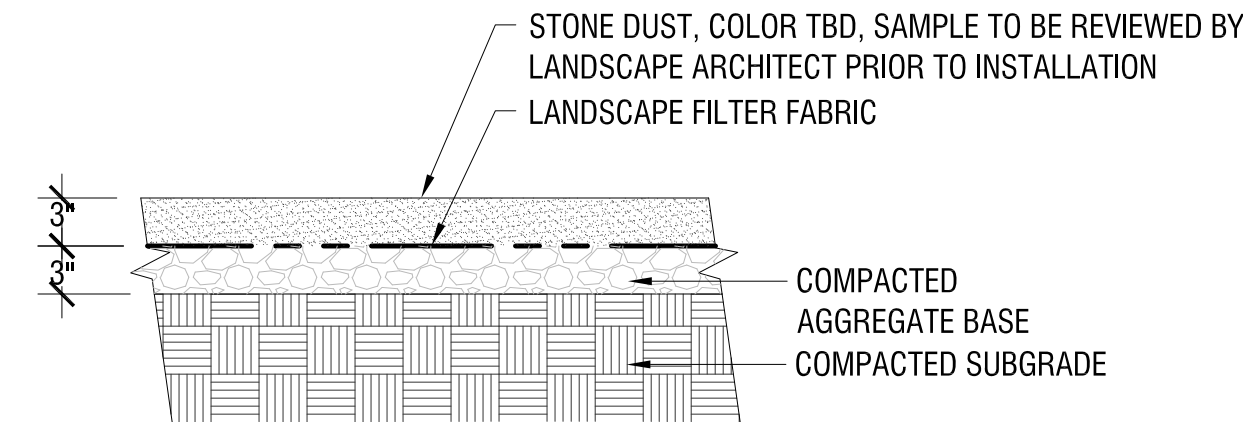 STONE DUST, COLOR TBD, SAMPLE TO BE REVIEWED BY
LANDSCAPE ARCHITECT PRIOR TO INSTALLATION
LANDSCAPE FILTER FABRIC
3"
3"
COMPACTED
AGGREGATE BASE
COMPACTED SUBGRADE